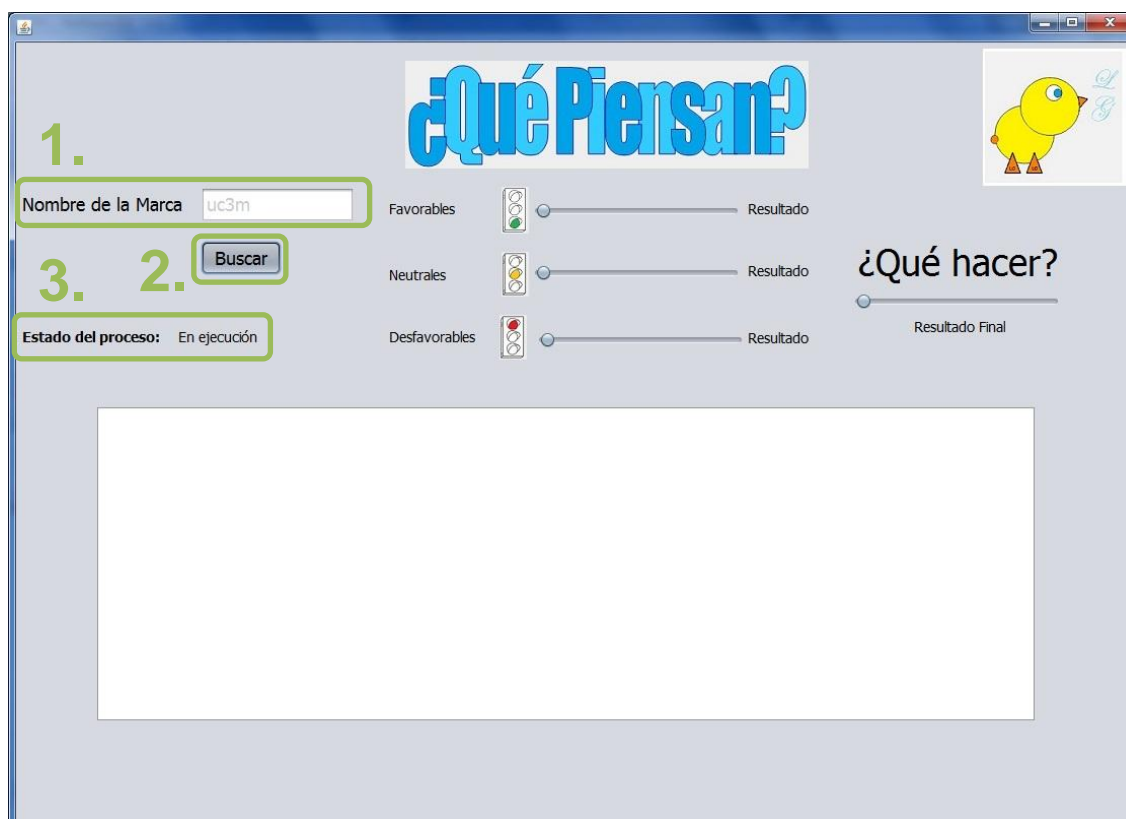 ¿Qué Piensan?
L
G
1.
Nombre de la Marca uc3m
Favorables Resultado
2. Buscar
Neutrales Resultado
¿Qué hacer?
3.
Estado del proceso: En ejecución
Desfavorables Resultado
Resultado Final